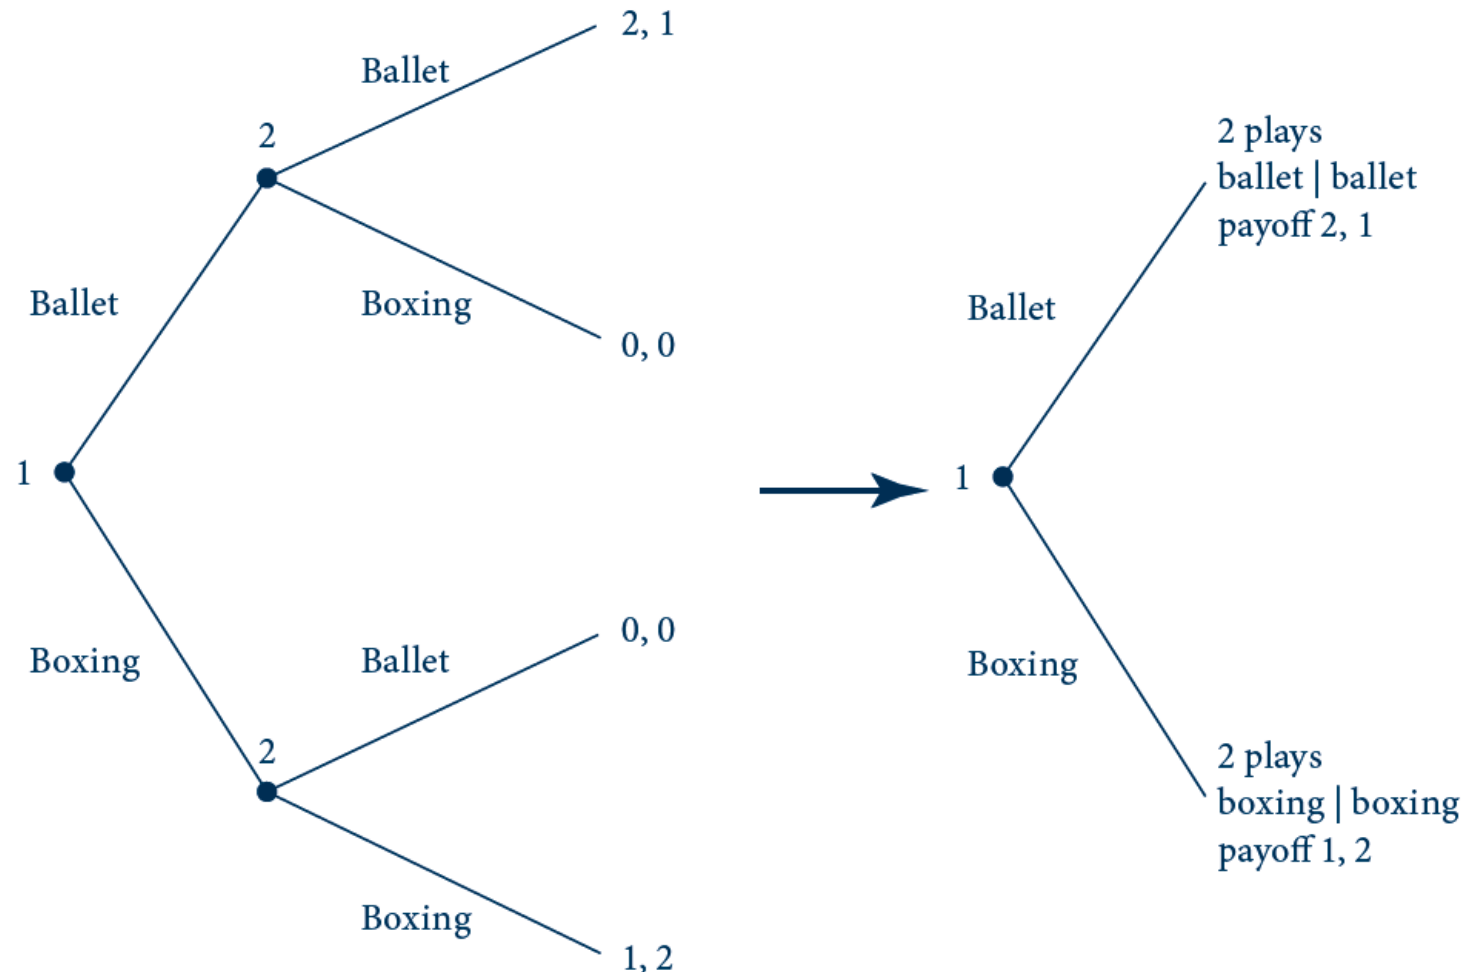 2, 1
Ballet
2
Ballet
Boxing
0, 0
1
0, 0
Boxing
Ballet
2
Boxing
1, 2
2 plays
ballet | ballet
payoff 2, 1
Ballet
1
Boxing
2 plays
boxing | boxing
payoff 1, 2